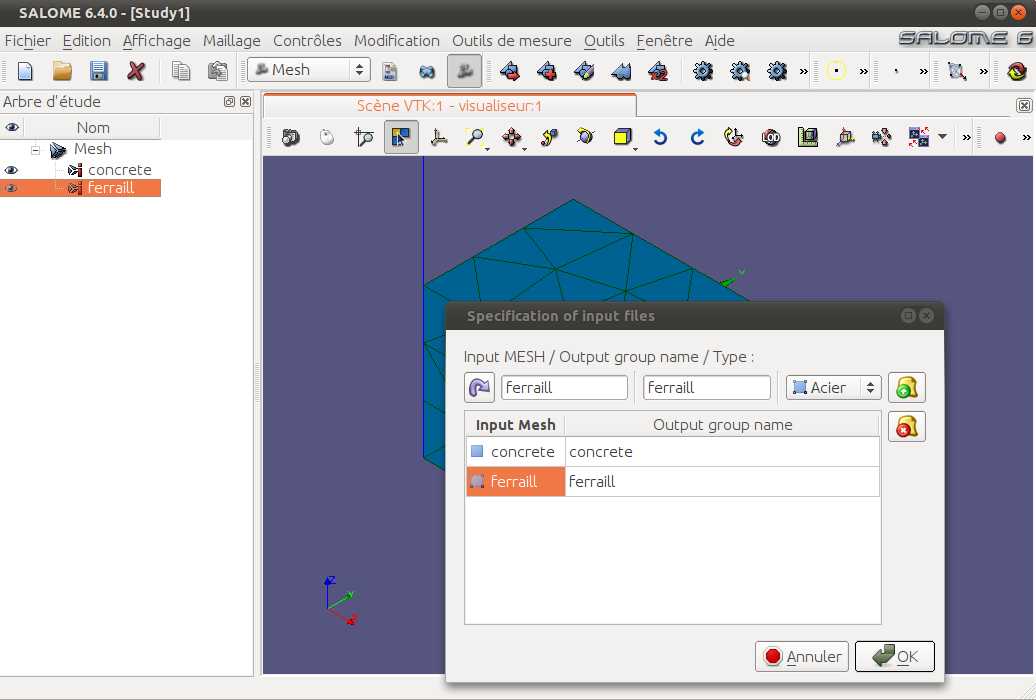 SALOME 6.4.0 - [Study1]
Fichier Edition Affichage Maillage Contrôles Modification Outils de mesure Outils Fenêtre Aide
SALOME 6
Mesh
Arbre d'étude
Scène VTK:1 - visualiseur:1
Nom
Mesh
concrete
ferraill
Y
Specification of input files
Input MESH / Output group name / Type :
ferraill ferraill Acier
Input Mesh Output group name
concrete concrete
ferraill ferraill
Z
Y
X
Annuler OK